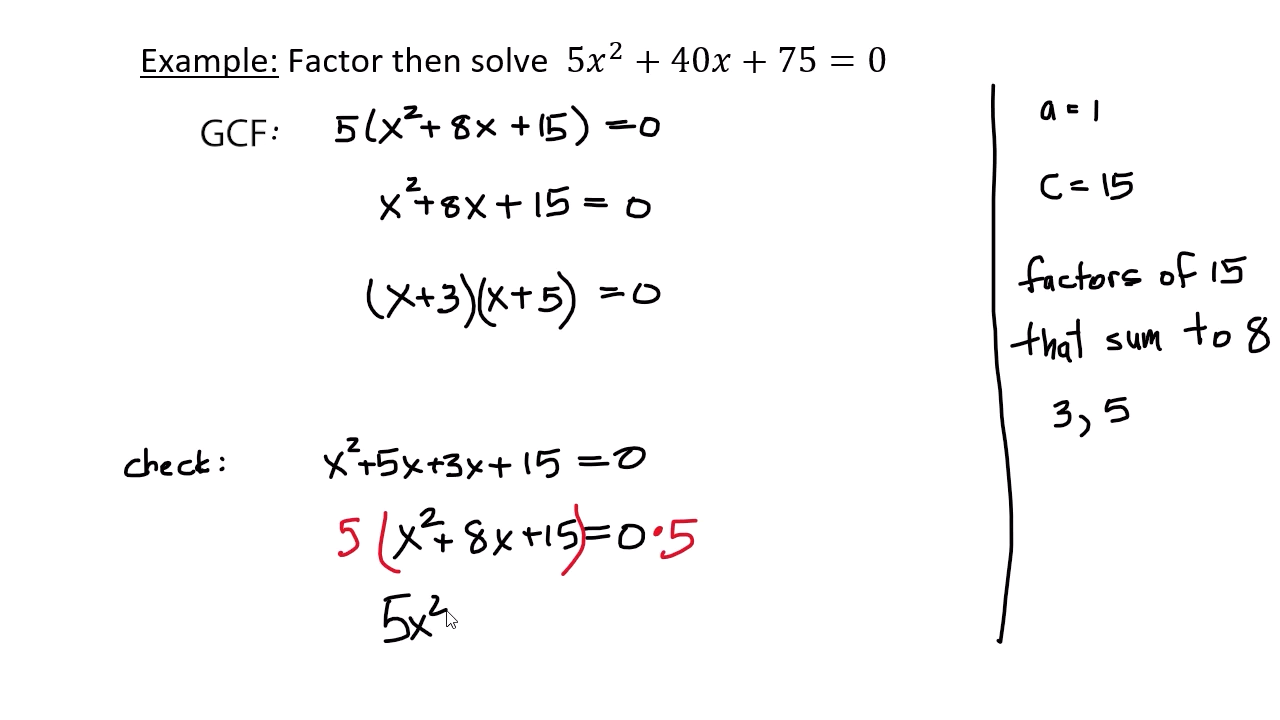 Example: Factor then solve 5x² + 40x + 75 = 0
GCF: 5(x²+ 8x +15) =0
x²+8x + 15 = 0
(x+3)(x+5) =0
check: x²+5x+3x+ 15 =0
5 (x²+ 8x+15)=0·5
5x²
a = 1
C = 15
factors of 15
that sum to 8
3, 5